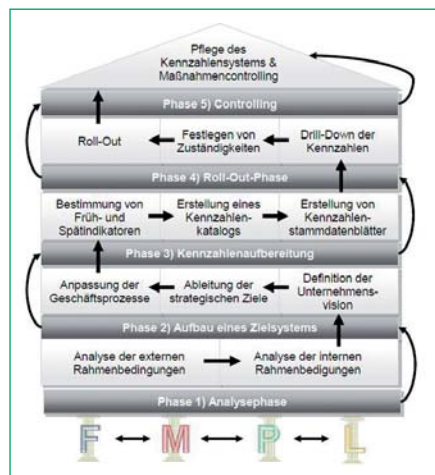 Pflege des
Kennzahlensystems &
Maßnahmencontrolling
Phase 5) Controlling
Roll-Out
Festlegen von
Zuständigkeiten
Drill-Down der
Kennzahlen
Phase 4) Roll-Out-Phase
Bestimmung von
Früh- und
Spätindikatoren
Erstellung eines
Kennzahlen-
katalogs
Erstellung von
Kennzahlen-
stammdatenblätter
Phase 3) Kennzahlenaufbereitung
Anpassung der
Geschäftsprozesse
Ableitung der
strategischen Ziele
Definition der
Unternehmens-
vision
Phase 2) Aufbau eines Zielsystems
Analyse der externen
Rahmenbedingungen
Analyse der internen
Rahmenbedigungen
Phase 1) Analysephase
F M P L